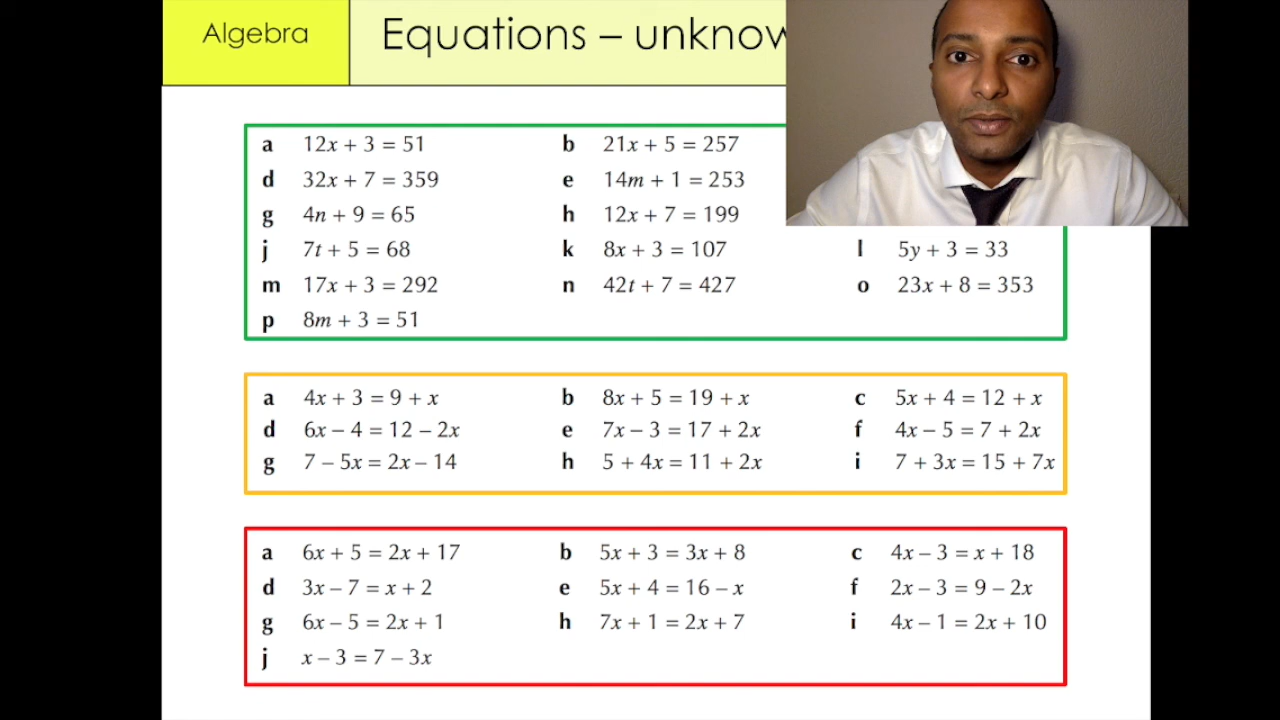 Algebra
Equations – unknow
a 12x + 3 = 51 b 21x + 5 = 257
d 32x + 7 = 359 e 14m + 1 = 253
g 4n + 9 = 65 h 12x + 7 = 199
j 7t + 5 = 68 k 8x + 3 = 107 l 5y + 3 = 33
m 17x + 3 = 292 n 42t + 7 = 427 o 23x + 8 = 353
p 8m + 3 = 51
a 4x + 3 = 9 + x b 8x + 5 = 19 + x c 5x + 4 = 12 + x
d 6x – 4 = 12 – 2x e 7x – 3 = 17 + 2x f 4x – 5 = 7 + 2x
g 7 – 5x = 2x – 14 h 5 + 4x = 11 + 2x i 7 + 3x = 15 + 7x
a 6x + 5 = 2x + 17 b 5x + 3 = 3x + 8 c 4x – 3 = x + 18
d 3x – 7 = x + 2 e 5x + 4 = 16 – x f 2x – 3 = 9 – 2x
g 6x – 5 = 2x + 1 h 7x + 1 = 2x + 7 i 4x – 1 = 2x + 10
j x – 3 = 7 – 3x